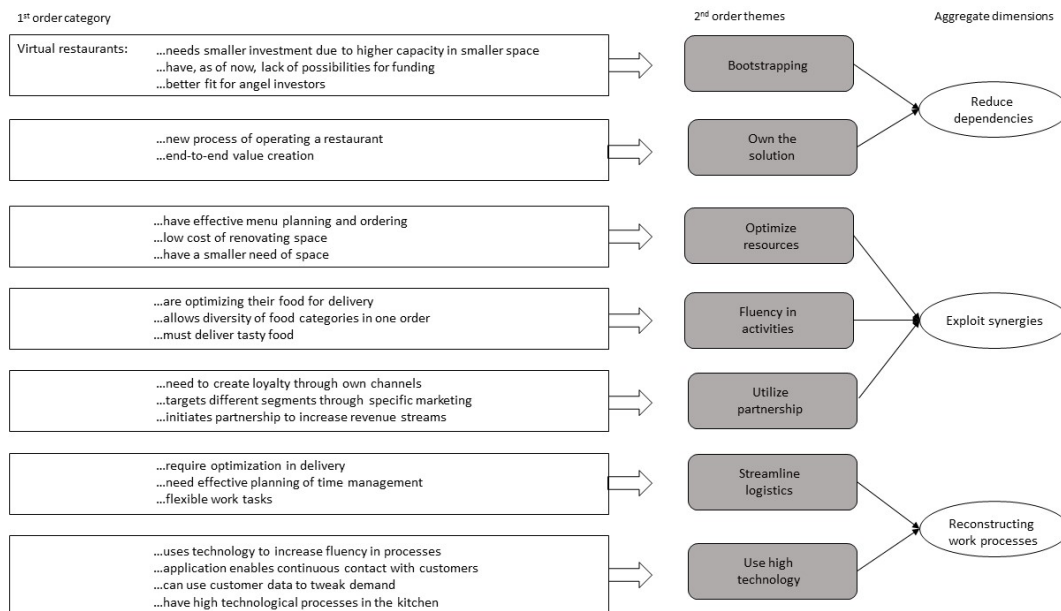 1st order category
2nd order themes
Aggregate dimensions
Virtual restaurants:
...needs smaller investment due to higher capacity in smaller space
...have, as of now, lack of possibilities for funding
...better fit for angel investors
Bootstrapping
Reduce
dependencies
...new process of operating a restaurant
...end-to-end value creation
Own the
solution
...have effective menu planning and ordering
...low cost of renovating space
...have a smaller need of space
Optimize
resources
...are optimizing their food for delivery
...allows diversity of food categories in one order
...must deliver tasty food
Fluency in
activities
Exploit synergies
...need to create loyalty through own channels
...targets different segments through specific marketing
...initiates partnership to increase revenue streams
Utilize
partnership
...require optimization in delivery
...need effective planning of time management
...flexible work tasks
Streamline
logistics
Reconstructing
work processes
...uses technology to increase fluency in processes
...application enables continuous contact with customers
...can use customer data to tweak demand
...have high technological processes in the kitchen
Use high
technology